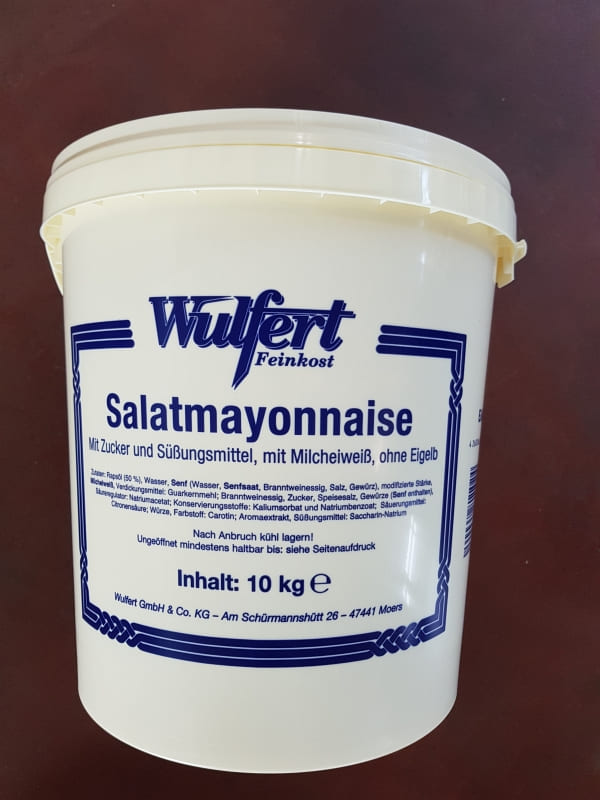 Wulfert
Feinkost
Salatmayonnaise
Mit Zucker und Süßungsmittel, mit Milcheiweiß, ohne Eigelb
Zutaten: Rapsöl (50 %), Wasser, Senf (Wasser, Senfsaat, Branntweinessig, Salz, Gewürz), modifizierte Stärke,
Milcheiweiß, Verdickungsmittel: Guarkernmehl; Branntweinessig, Zucker, Speisesalz, Gewürze (Senf enthalten),
Säureregulator: Natriumacetat; Konservierungsstoffe: Kaliumsorbat und Natriumbenzoat; Säuerungsmittel:
Citronensäure; Würze, Farbstoff: Carotin; Aromaextrakt, Süßungsmittel: Saccharin-Natrium
Nach Anbruch kühl lagern!
Ungeöffnet mindestens haltbar bis: siehe Seitenaufdruck
Inhalt: 10 kg ℮
Wulfert GmbH & Co. KG – Am Schürmannshütt 26 – 47441 Moers